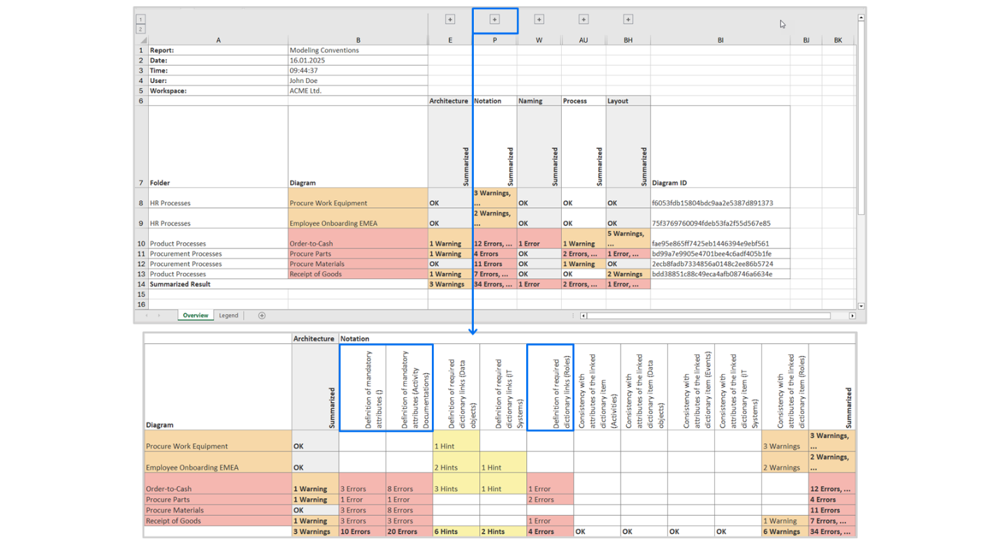 1
2
A B E P W AU BH BI BJ BK
1 Report: Modeling Conventions
2 Date: 16.01.2025
3 Time: 09:44:37
4 User: John Doe
5 Workspace: ACME Ltd.
6 Architecture Notation Naming Process Layout
7 Folder Diagram Summarized Summarized Summarized Summarized Summarized Diagram ID
3 Warnings,
8 HR Processes Procure Work Equipment OK ... OK OK OK f6053fdb15804bdc9aa2e5387d891373
2 Warnings,
9 HR Processes Employee Onboarding EMEA OK ... OK OK OK 75f3769760094fdeb53fa2f55d567e85
5 Warnings,
10 Product Processes Order-to-Cash 1 Warning 12 Errors, ... 1 Error 1 Warning ... fae95e865ff7425eb1446394e9ebf561
11 Procurement Processes Procure Parts 1 Warning 4 Errors OK 2 Errors, ... 1 Error, ... bd99a7e9905e4701bee4c6adf405b1fe
12 Procurement Processes Procure Materials OK 11 Errors OK 1 Warning OK 2ecb8fadb7334856a0148c2ee86b5724
13 Product Processes Receipt of Goods 1 Warning 7 Errors, ... OK OK 2 Warnings bdd38851c88c49eca4afb08746a6634e
14 Summarized Result 3 Warnings 34 Errors, ... 1 Error 2 Errors, ... 1 Error, ...
15
16
Overview Legend
Architecture Notation
Diagram
Summarized
Definition of mandatory
attributes ()
Definition of mandatory
attributes (Activity
Documentations)
Definition of required
dictionary links (Data
objects)
Definition of required
dictionary links (IT
Systems)
Definition of required
dictionary links (Roles)
Consistency with
attributes of the linked
dictionary item
(Activities)
Consistency with
attributes of the linked
dictionary item (Data
objects)
Consistency with
attributes of the linked
dictionary item (Events)
Consistency with
attributes of the linked
dictionary item (IT
Systems)
Consistency with
attributes of the linked
dictionary item (Roles)
Summarized
3 Warnings,
Procure Work Equipment OK 1 Hint 3 Warnings ...
2 Warnings,
Employee Onboarding EMEA OK 2 Hints 1 Hint 2 Warnings ...
Order-to-Cash 1 Warning 3 Errors 8 Errors 3 Hints 1 Hint 1 Error 12 Errors, ...
Procure Parts 1 Warning 1 Error 1 Error 2 Errors 4 Errors
Procure Materials OK 3 Errors 8 Errors 11 Errors
Receipt of Goods 1 Warning 3 Errors 3 Errors 1 Error 1 Warning 7 Errors, ...
3 Warnings 10 Errors 20 Errors 6 Hints 2 Hints 4 Errors OK OK OK OK 6 Warnings 34 Errors, ...